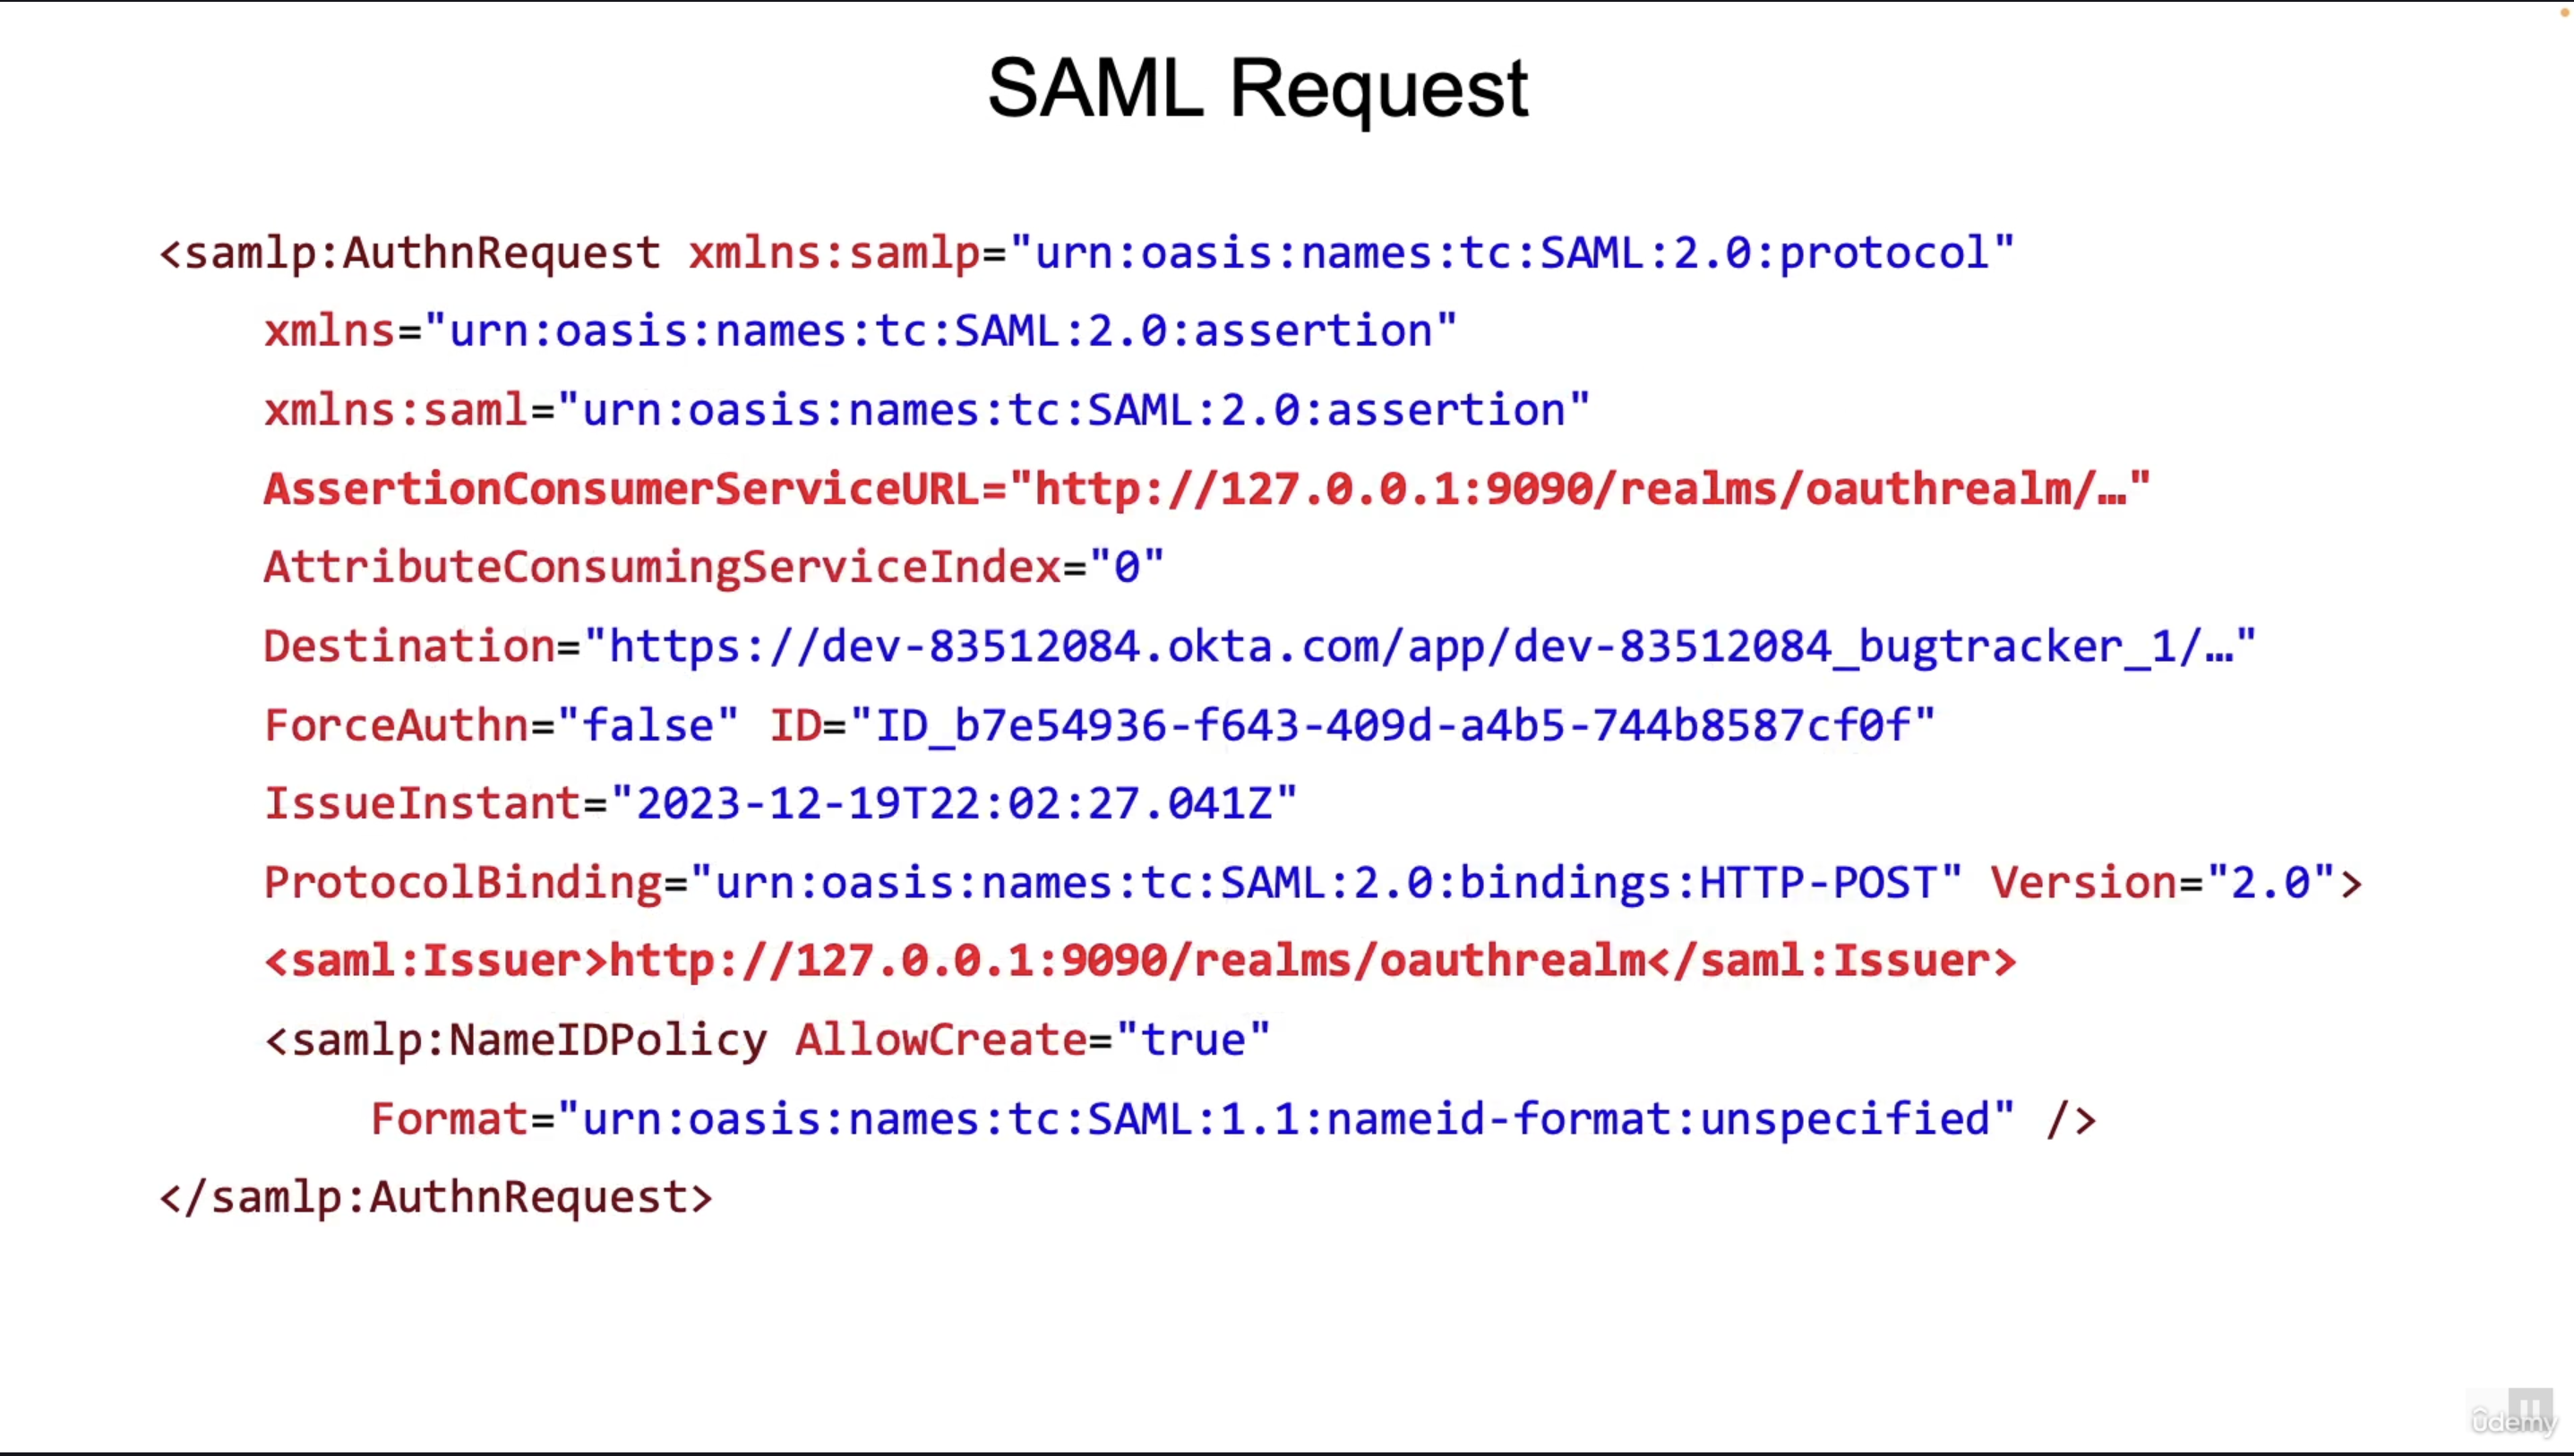 SAML Request
<samlp:AuthnRequest xmlns:samlp="urn:oasis:names:tc:SAML:2.0:protocol"
xmlns="urn:oasis:names:tc:SAML:2.0:assertion"
xmlns:saml="urn:oasis:names:tc:SAML:2.0:assertion"
AssertionConsumerServiceURL="http://127.0.0.1:9090/realms/oauthrealm/…"
AttributeConsumingServiceIndex="0"
Destination="https://dev-83512084.okta.com/app/dev-83512084_bugtracker_1/…"
ForceAuthn="false" ID="ID_b7e54936-f643-409d-a4b5-744b8587cf0f"
IssueInstant="2023-12-19T22:02:27.041Z"
ProtocolBinding="urn:oasis:names:tc:SAML:2.0:bindings:HTTP-POST" Version="2.0">
<saml:Issuer>http://127.0.0.1:9090/realms/oauthrealm</saml:Issuer>
<samlp:NameIDPolicy AllowCreate="true"
Format="urn:oasis:names:tc:SAML:1.1:nameid-format:unspecified" />
</samlp:AuthnRequest>
ûdemy